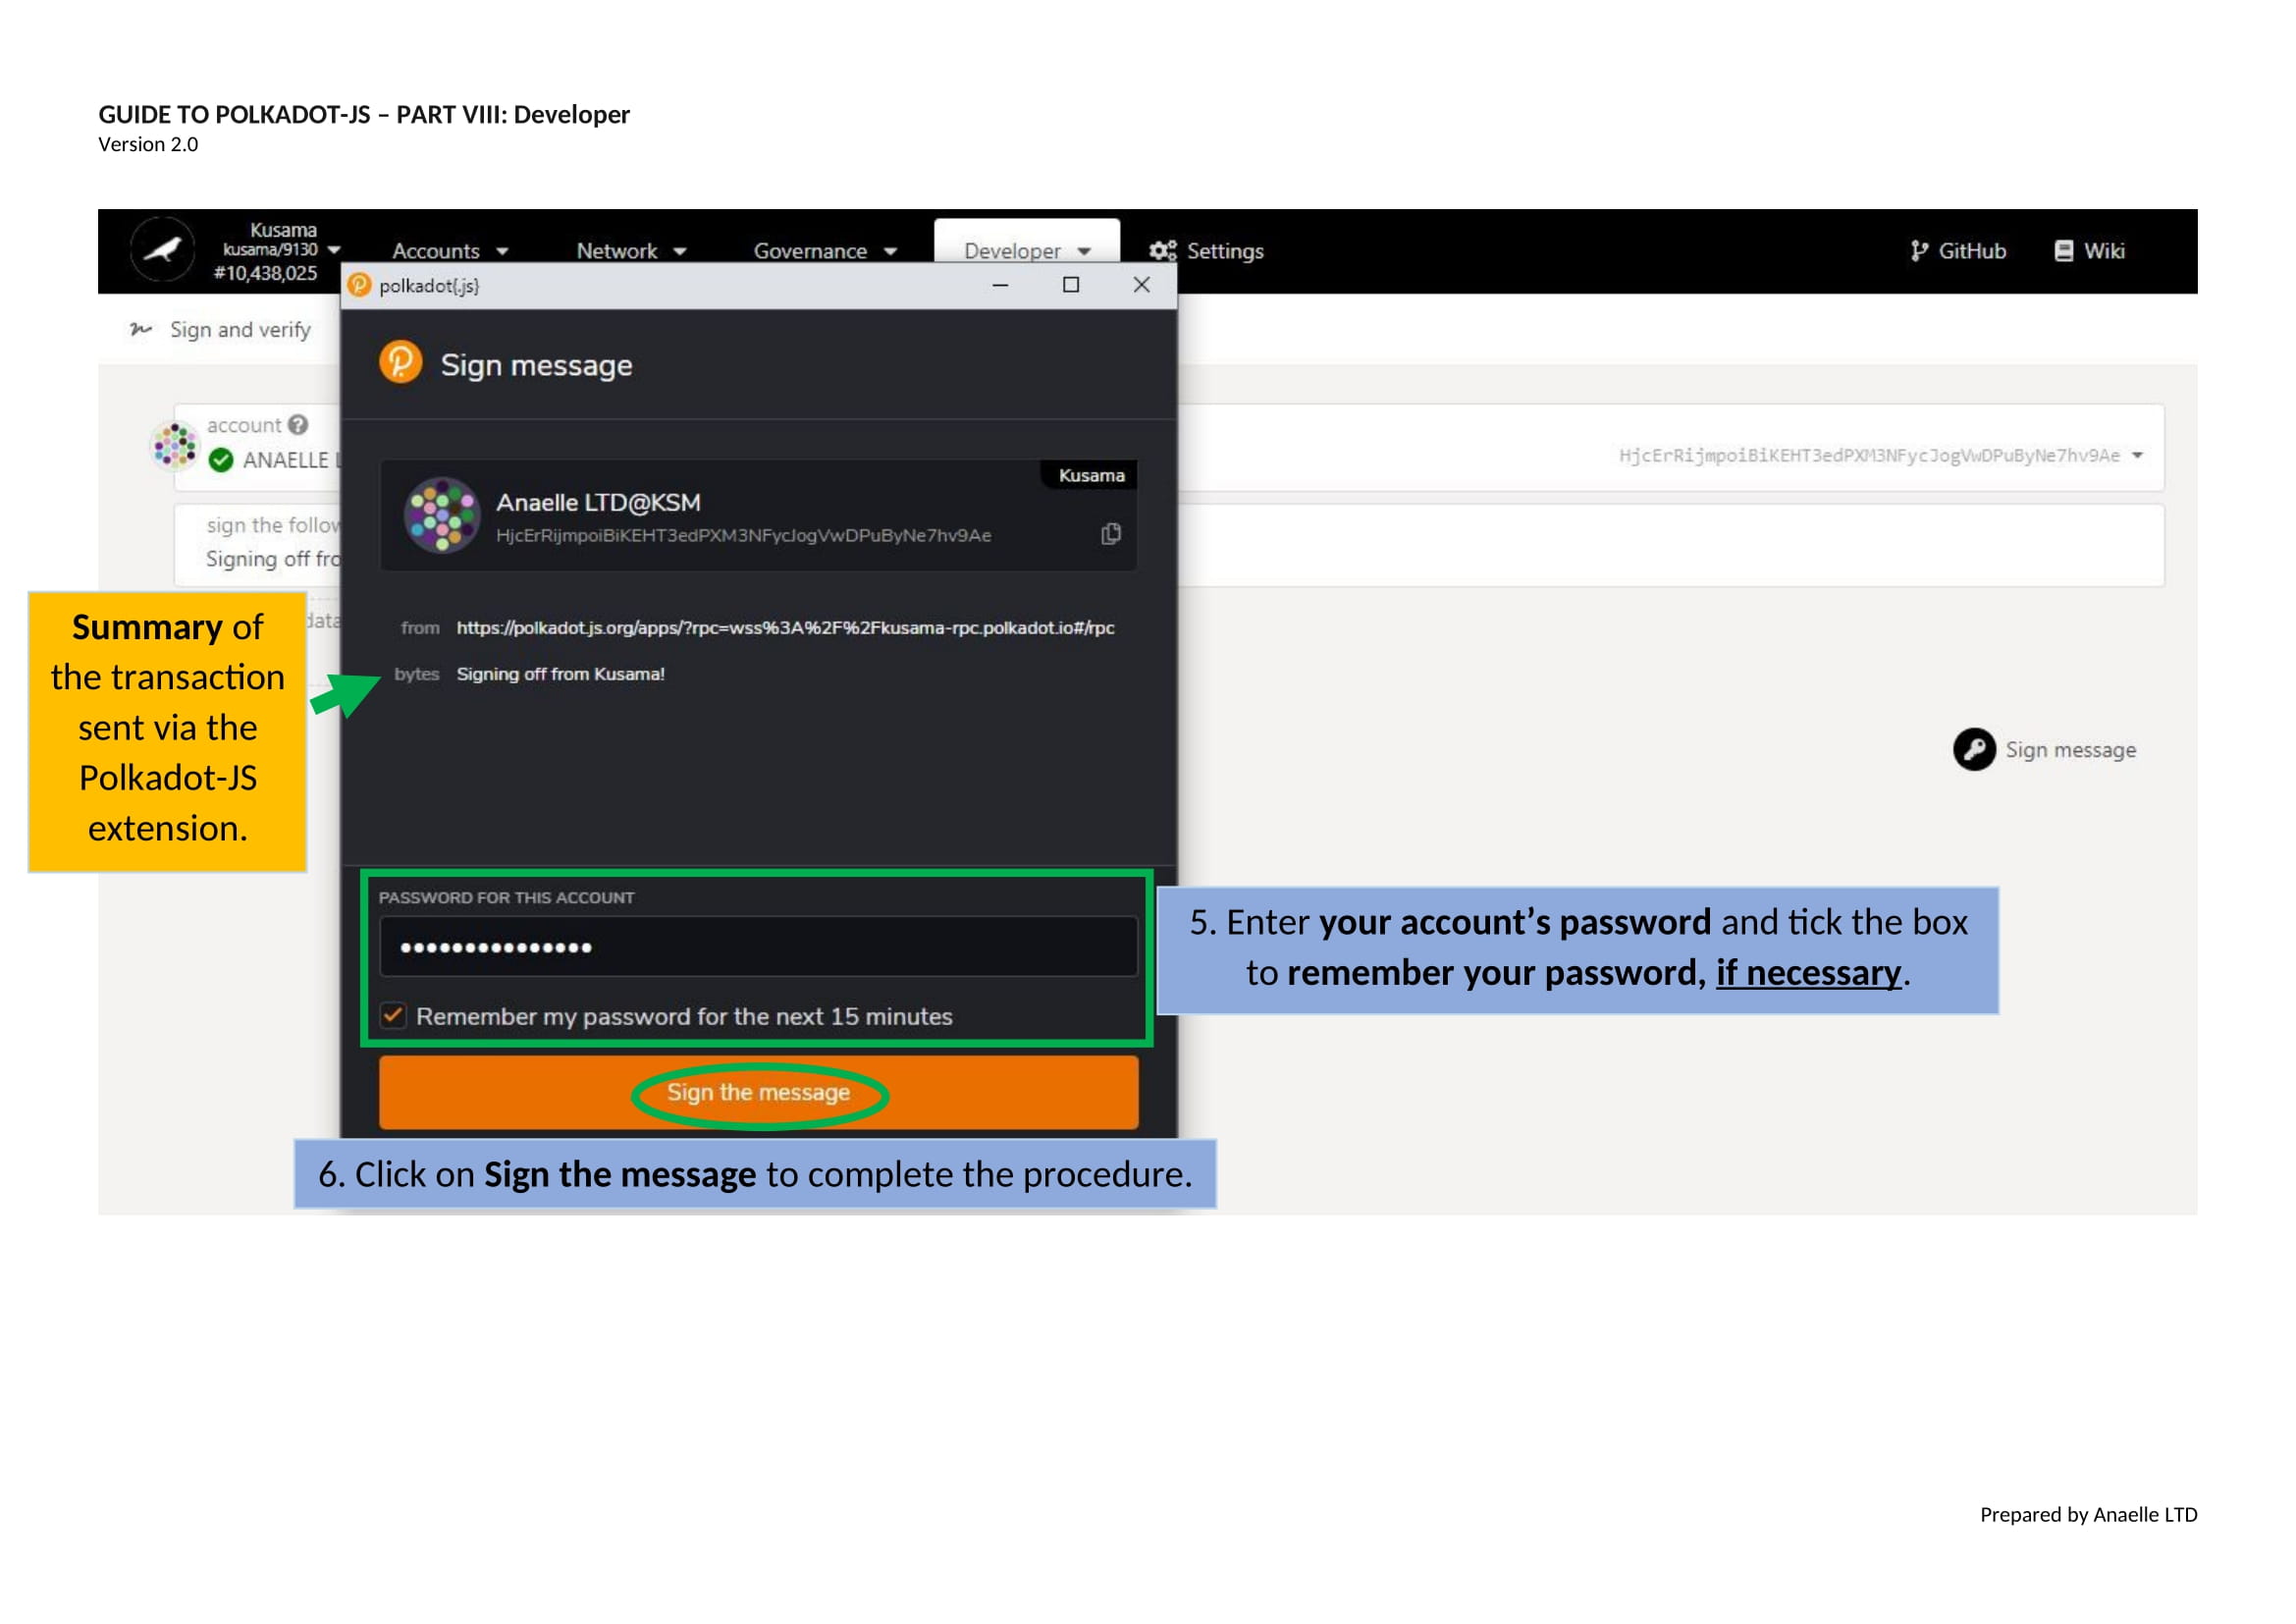 GUIDE TO POLKADOT-JS – PART VIII: Developer
Version 2.0
Kusama
kusama/9130
#10,438,025
Accounts
Network
Governance
Developer
Settings
GitHub
Wiki
polkadot{.js}
Sign and verify
Sign message
account
ANAELLE
HjcErRijmpoiBiKEHT3edPXM3NFycJogVwDPuByNe7hv9Ae
Kusama
Anaelle LTD@KSM
HjcErRijmpoiBiKEHT3edPXM3NFycJogVwDPuByNe7hv9Ae
sign the follow
Signing off fro
data
from https://polkadot.js.org/apps/?rpc=wss%3A%2F%2Fkusama-rpc.polkadot.io#/rpc
bytes Signing off from Kusama!
Summary of
the transaction
sent via the
Polkadot-JS
extension.
Sign message
PASSWORD FOR THIS ACCOUNT
Remember my password for the next 15 minutes
5. Enter your account’s password and tick the box
to remember your password, if necessary.
Sign the message
6. Click on Sign the message to complete the procedure.
Prepared by Anaelle LTD